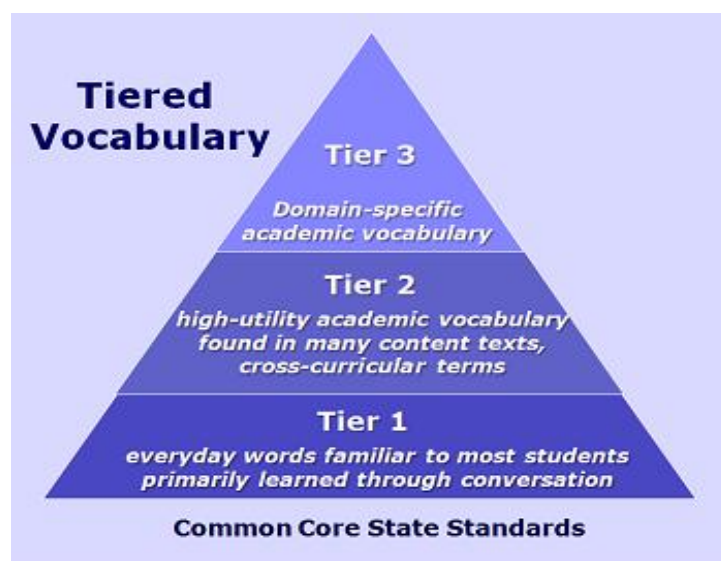 Tiered
Vocabulary
Tier 3
Domain-specific
academic vocabulary
Tier 2
high-utility academic vocabulary
found in many content texts,
cross-curricular terms
Tier 1
everyday words familiar to most students
primarily learned through conversation
Common Core State Standards